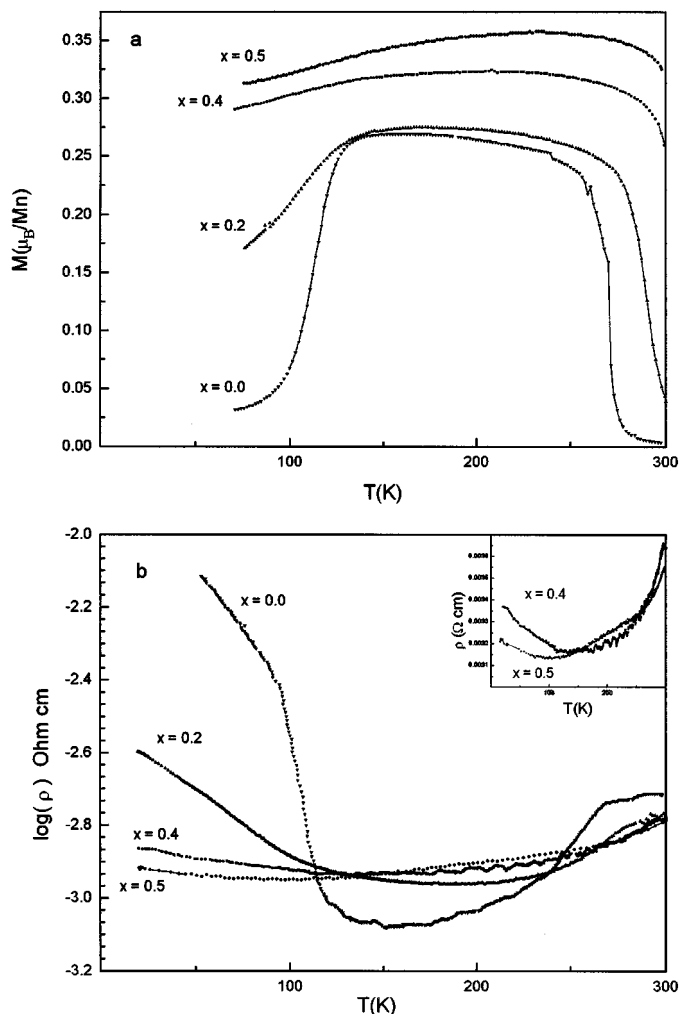 a
0.35
x = 0.5
0.30
x = 0.4
0.25
M(μB/Mn)
0.20
x = 0.2
0.15
0.10
x = 0.0
0.05
0.00
100
200
300
T(K)
-2.0
b
x = 0.0
-2.2
x = 0.4
ρ (Ω cm)
x = 0.5
100
200
T(K)
-2.4
x = 0.2
-2.6
log(ρ) Ohm cm
-2.8
x = 0.4
x = 0.5
-3.0
-3.2
100
200
300
T(K)